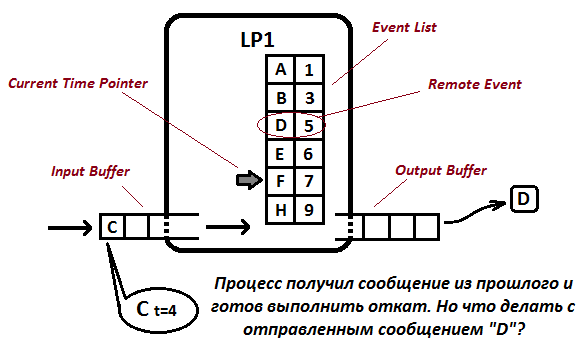 LP1
Event List
Current Time Pointer
Remote Event
A 1
B 3
D 5
E 6
F 7
H 9
Input Buffer
Output Buffer
C
D
C t=4
Процесс получил сообщение из прошлого и
готов выполнить откат. Но что делать с
отправленным сообщением "D"?